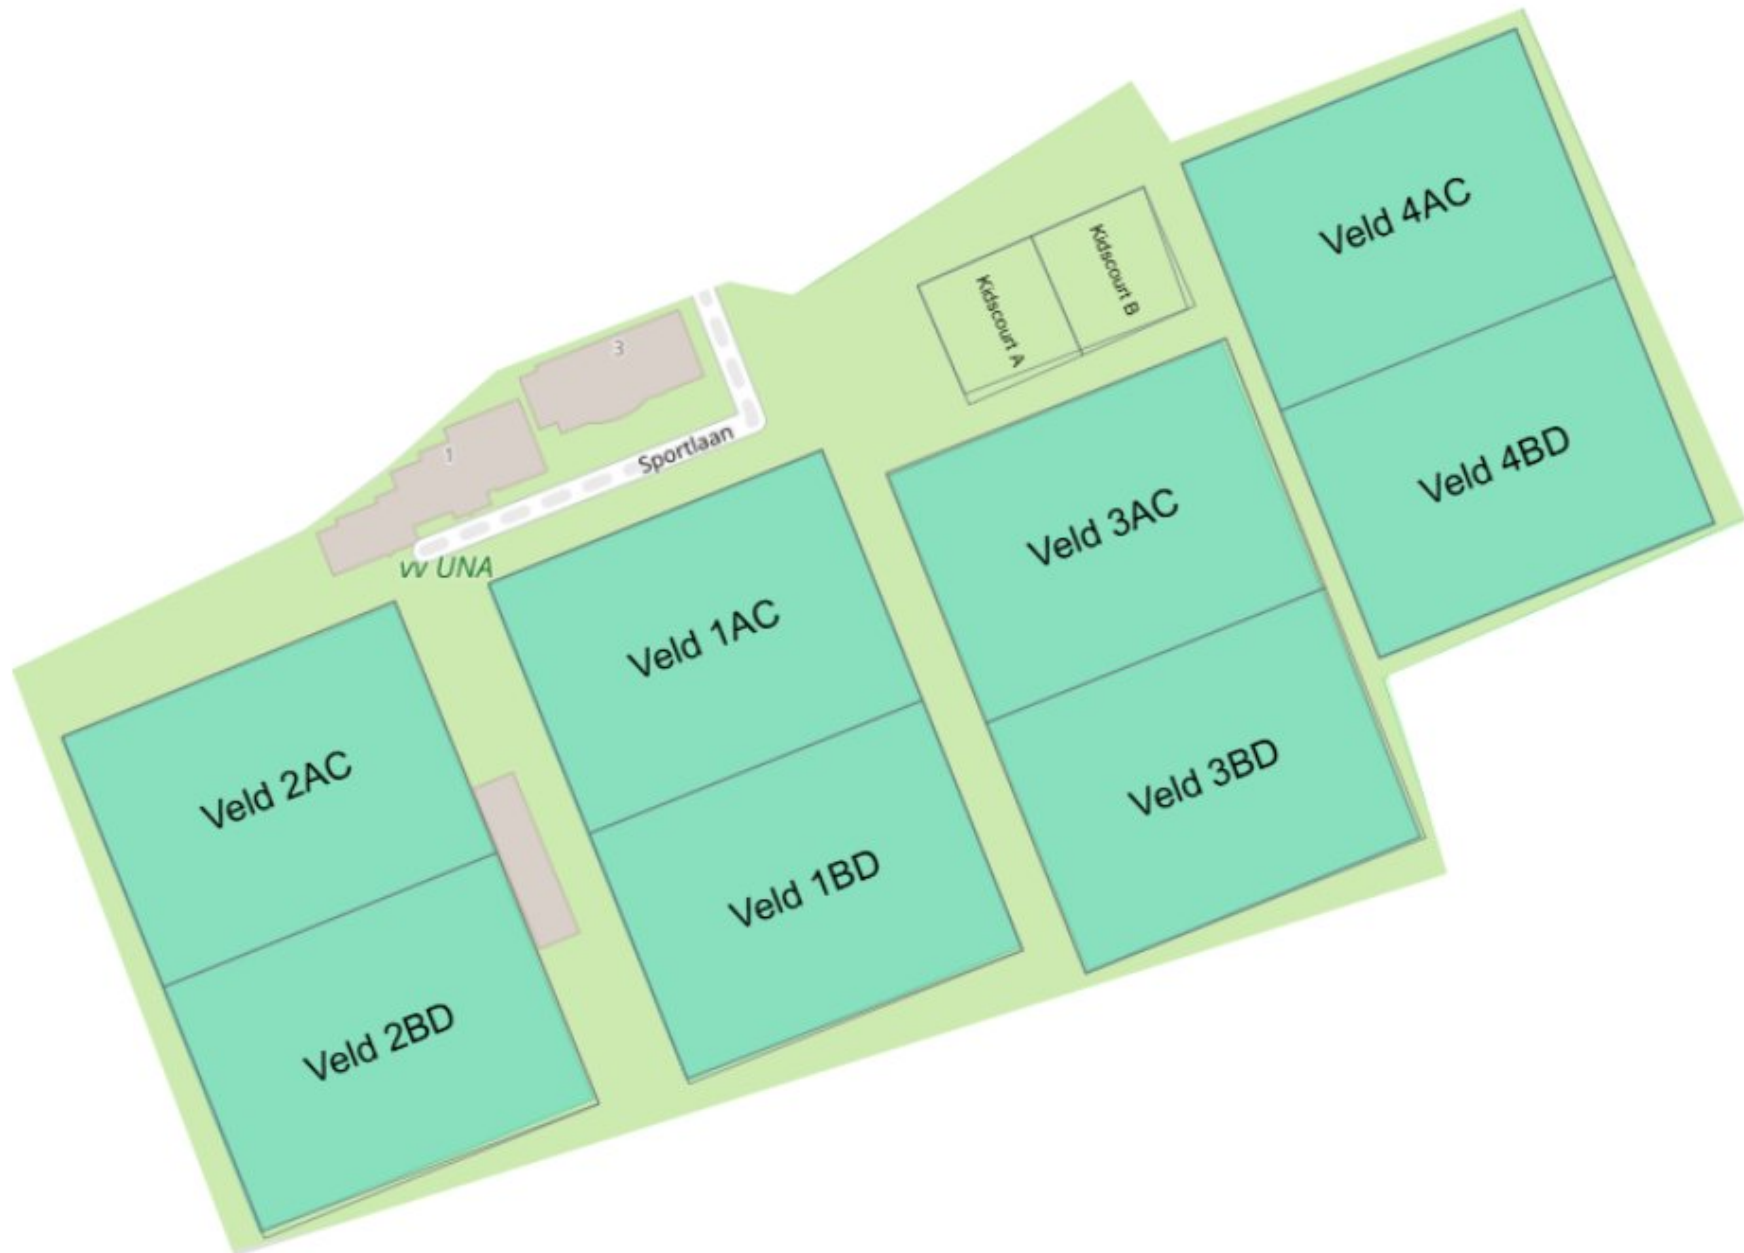 Veld 4AC
Kidscourt B
Kidscourt A
3
1
Sportlaan
Veld 4BD
Veld 3AC
vv UNA
Veld 1AC
Veld 3BD
Veld 2AC
Veld 1BD
Veld 2BD